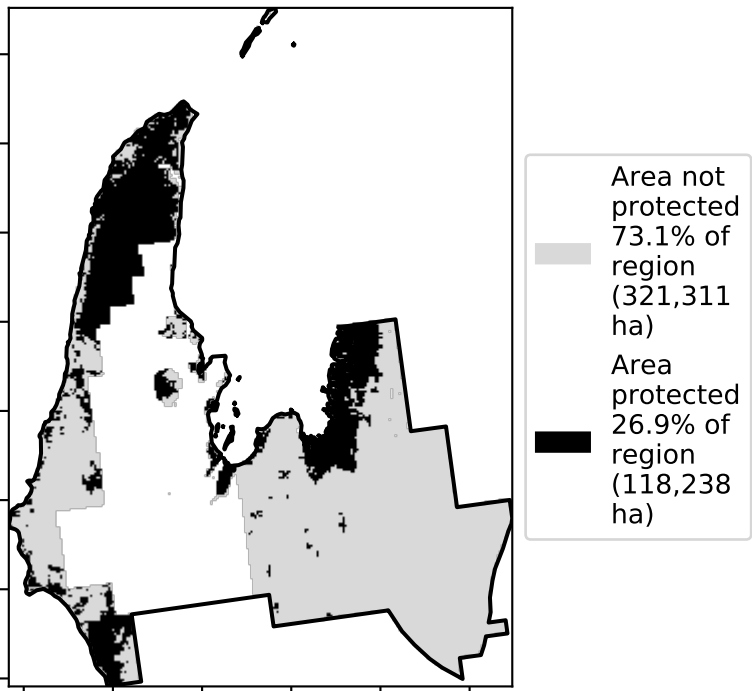 Area not
protected
73.1% of
region
(321,311
ha)
Area
protected
26.9% of
region
(118,238
ha)